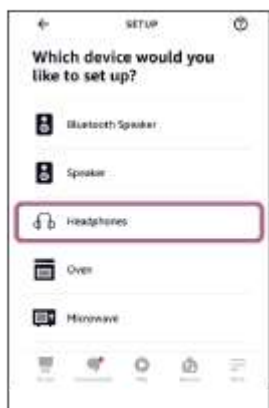 SETUP
Which device would you
like to set up?
Bluetooth Speaker
Speaker
Headphones
Oven
Microwave